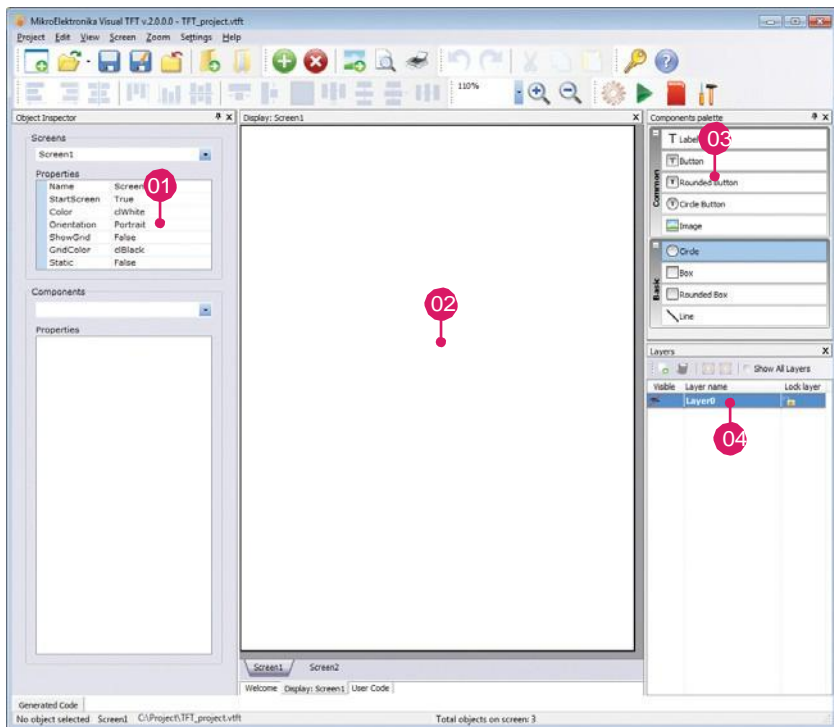 MikroElektronika Visual TFT v.2.0.0.0 - TFT_project.vtft
Project Edit View Screen Zoom Settings Help
110%
Object Inspector
Screens
Screen1
Properties
Name Screen
StartScreen True
Color clWhite
Orientation Portrait
ShowGrid False
GridColor clBlack
Static False
01
Components
Properties
Display: Screen1
02
Screen1 Screen2
Welcome Display: Screen1 User Code
Components palette
Common
T Label
03
Button
Rounded Button
Circle Button
Image
Basic
Circle
Box
Rounded Box
Line
Layers
Show All Layers
Visible Layer name Lock layer
Layer0
04
Generated Code
No object selected Screen1 C:\Project\TFT_project.vtft Total objects on screen: 3